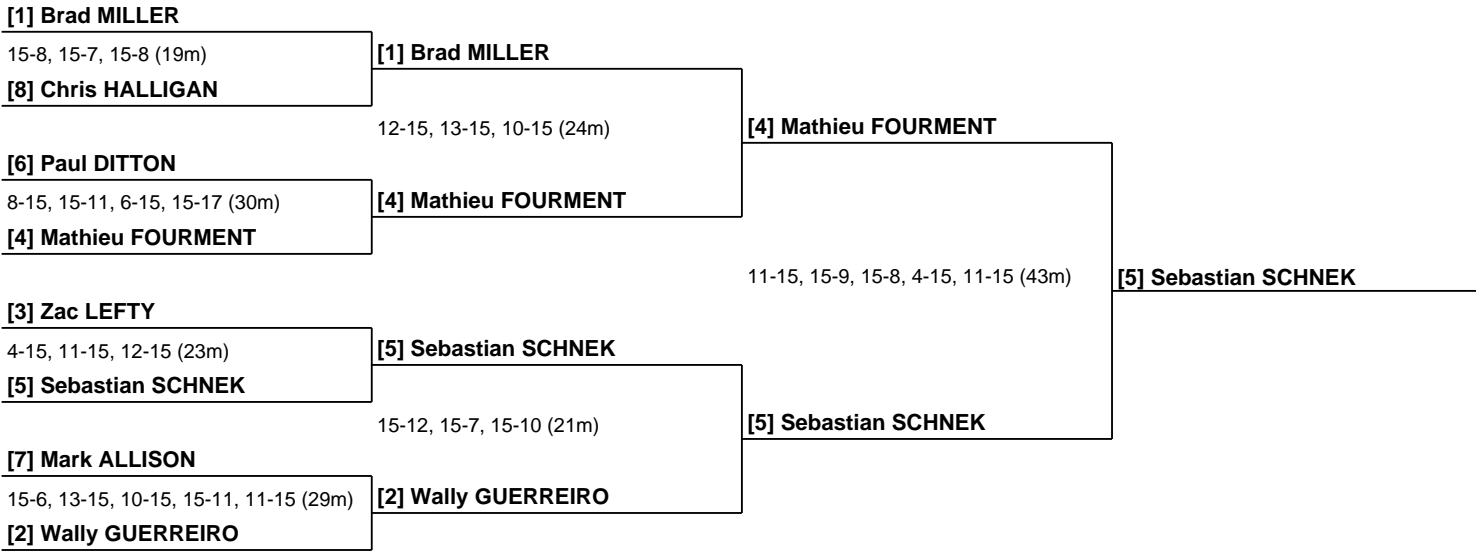 [1] Brad MILLER
15-8, 15-7, 15-8 (19m)
[8] Chris HALLIGAN
[1] Brad MILLER
12-15, 13-15, 10-15 (24m)
[6] Paul DITTON
8-15, 15-11, 6-15, 15-17 (30m)
[4] Mathieu FOURMENT
[4] Mathieu FOURMENT
[4] Mathieu FOURMENT
11-15, 15-9, 15-8, 4-15, 11-15 (43m)
[5] Sebastian SCHNEK
[3] Zac LEFTY
4-15, 11-15, 12-15 (23m)
[5] Sebastian SCHNEK
[5] Sebastian SCHNEK
15-12, 15-7, 15-10 (21m)
[5] Sebastian SCHNEK
[7] Mark ALLISON
15-6, 13-15, 10-15, 15-11, 11-15 (29m)
[2] Wally GUERREIRO
[2] Wally GUERREIRO